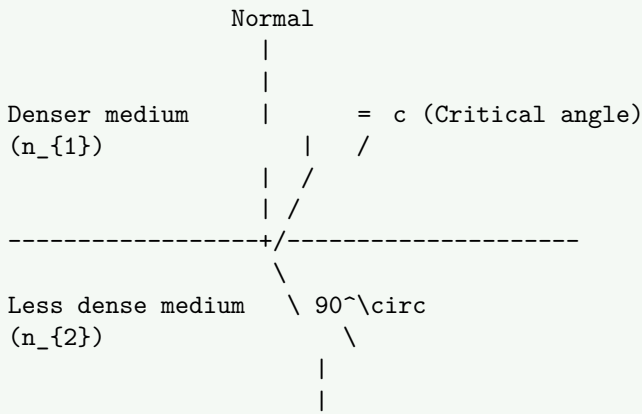 Normal
|
|
Denser medium | = c (Critical angle)
(n_{1}) | /
| /
| /
------------------+/---------------------
\
Less dense medium \ 90^\circ
(n_{2}) \
|
|